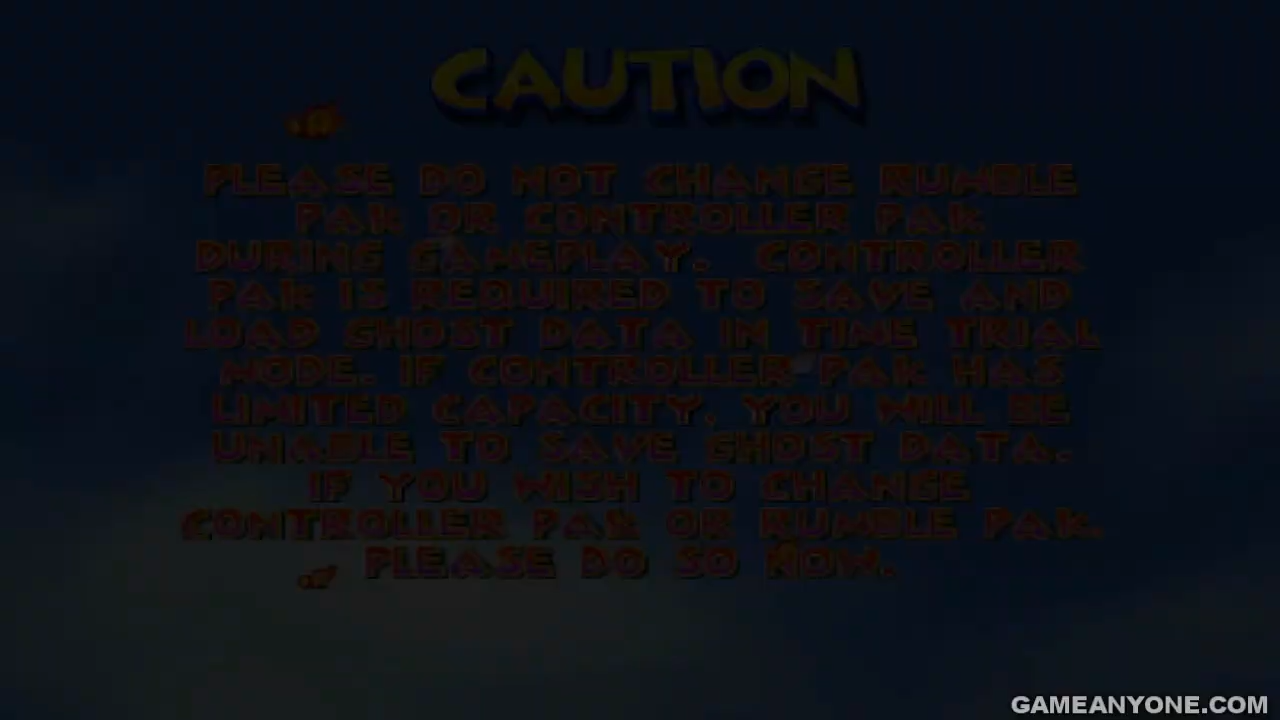 CAUTION
PLEASE DO NOT CHANGE RUMBLE
PAK OR CONTROLLER PAK
DURING GAMEPLAY. CONTROLLER
PAK IS REQUIRED TO SAVE AND
LOAD GHOST DATA IN TIME TRIAL
MODE. IF CONTROLLER PAK HAS
LIMITED CAPACITY, YOU WILL BE
UNABLE TO SAVE GHOST DATA.
IF YOU WISH TO CHANGE
CONTROLLER PAK OR RUMBLE PAK,
PLEASE DO SO NOW.
GAMEANYONE.COM